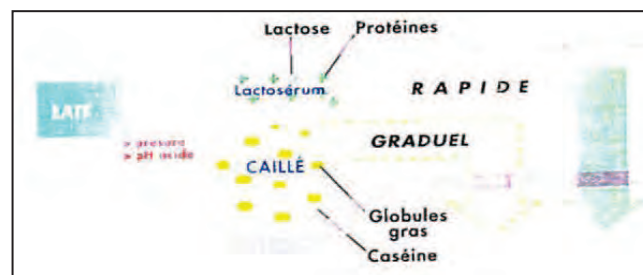 Lactose
Protéines
Lactosérum
RAPIDE
LAIT
GRADUEL
> présure
> pH acide
CAILLÉ
Globules
gras
Caséine